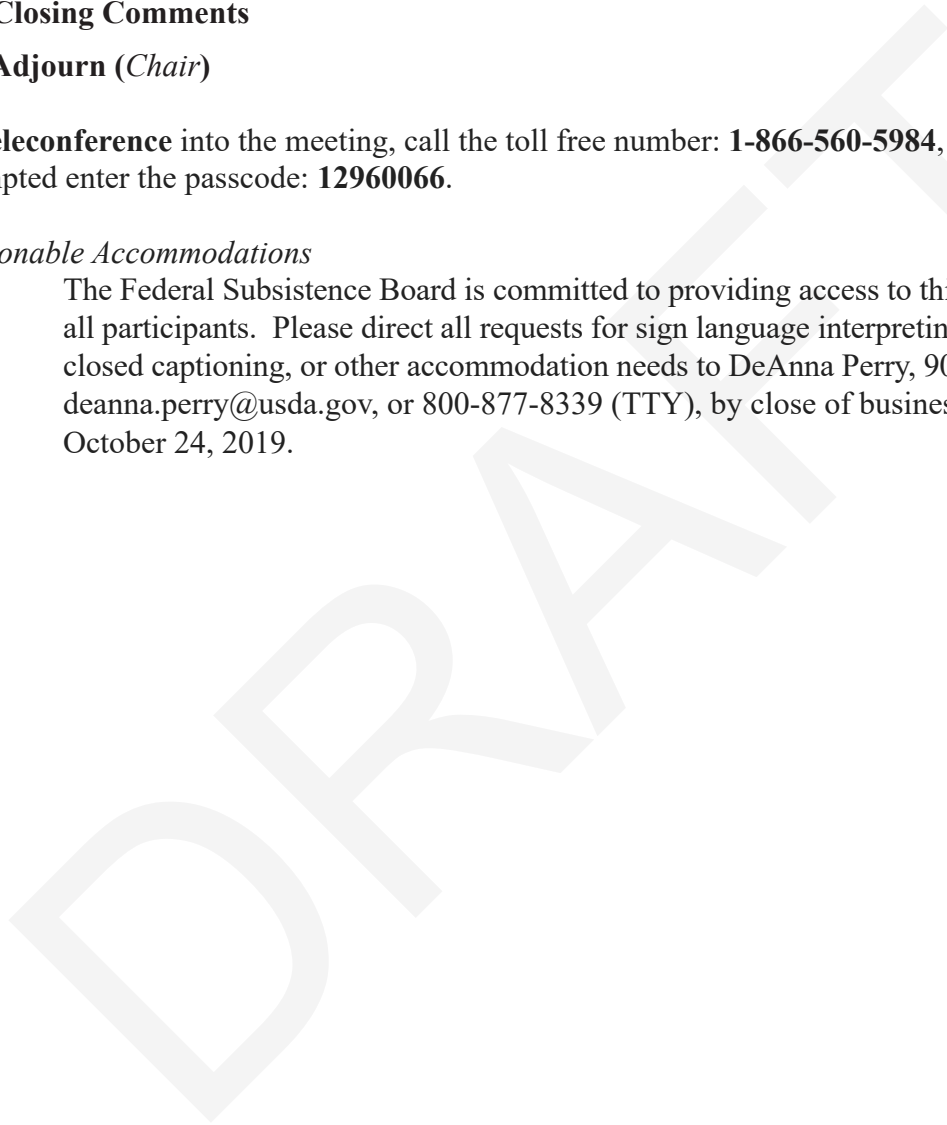 Closing Comments
Adjourn (Chair)
eleconference into the meeting, call the toll free number: 1-866-560-5984,
pted enter the passcode: 12960066.
onable Accommodations
The Federal Subsistence Board is committed to providing access to thi
all participants.  Please direct all requests for sign language interpretin
closed captioning, or other accommodation needs to DeAnna Perry, 90
deanna.perry@usda.gov, or 800-877-8339 (TTY), by close of busines
October 24, 2019.
DRAFT